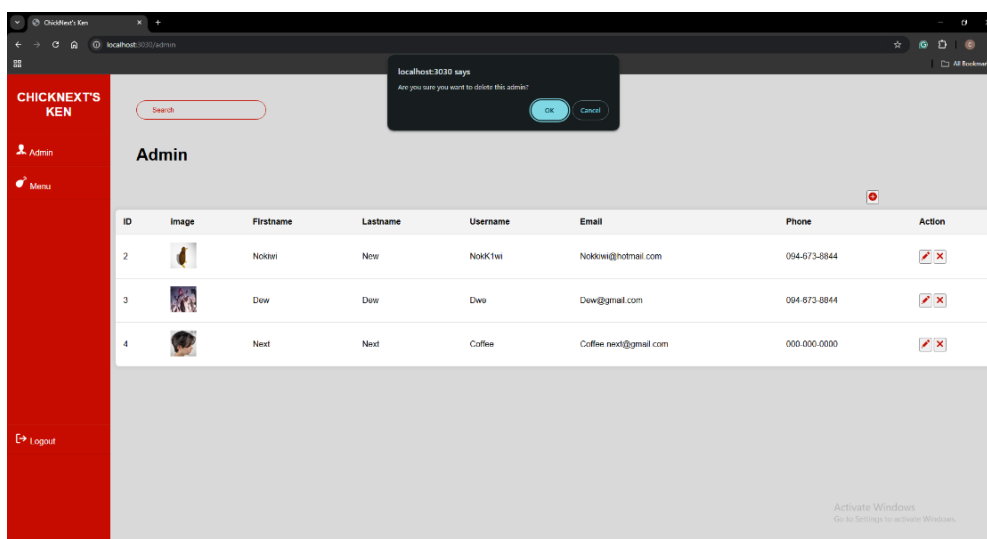 ChickNext's Ken
localhost:3030/admin
All Bookmar
localhost:3030 says
Are you sure you want to delete this admin?
OK Cancel
CHICKNEXT'S
KEN
Search
Admin
Menu
Logout
Admin
ID Image Firstname Lastname Username Email Phone Action
2 Nokiwi New NokK1wi Nokkiwi@hotmail.com 094-673-8844
3 Dew Dew Dwe Dew@gmail.com 094-673-8844
4 Next Next Coffee Coffee.next@gmail.com 000-000-0000
Activate Windows
Go to Settings to activate Windows.